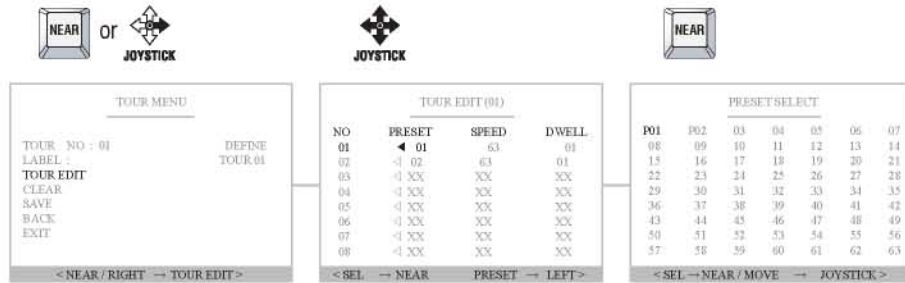 NEAR or JOYSTICK
JOYSTICK
NEAR
TOUR MENU
TOUR NO : 01 DEFINE
LABEL : TOUR 01
TOUR EDIT
CLEAR
SAVE
BACK
EXIT
< NEAR / RIGHT → TOUR EDIT >
TOUR EDIT (01)
NO PRESET SPEED DWELL
01 ◀ 01 63 01
02 ◁ 02 63 01
03 ◁ XX XX XX
04 ◁ XX XX XX
05 ◁ XX XX XX
06 ◁ XX XX XX
07 ◁ XX XX XX
08 ◁ XX XX XX
< SEL → NEAR PRESET → LEFT >
PRESET SELECT
P01 P02 03 04 05 06 07
08 09 10 11 12 13 14
15 16 17 18 19 20 21
22 23 24 25 26 27 28
29 30 31 32 33 34 35
36 37 38 39 40 41 42
43 44 45 46 47 48 49
50 51 52 53 54 55 56
57 58 59 60 61 62 63
< SEL → NEAR / MOVE → JOYSTICK >